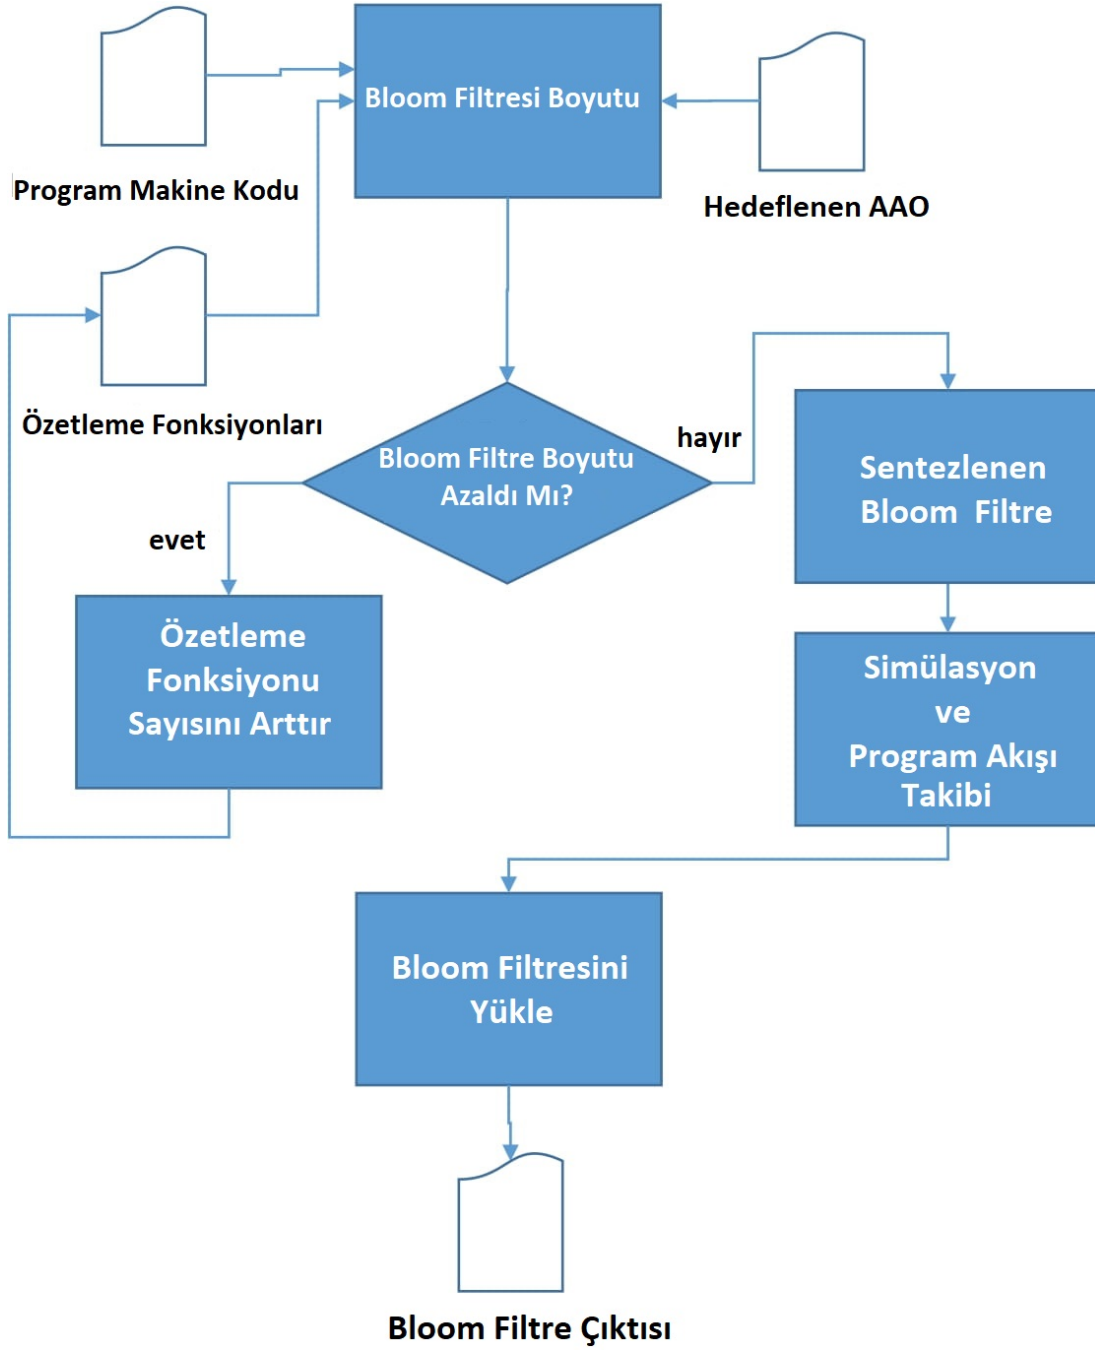 Bloom Filtresi Boyutu
Program Makine Kodu
Hedeflenen AAO
Özetleme Fonksiyonları
Bloom Filtre Boyutu
Azaldı Mı?
hayır
evet
Sentezlenen
Bloom Filtre
Özetleme
Fonksiyonu
Sayısını Arttır
Simülasyon
ve
Program Akışı
Takibi
Bloom Filtresini
Yükle
Bloom Filtre Çıktısı